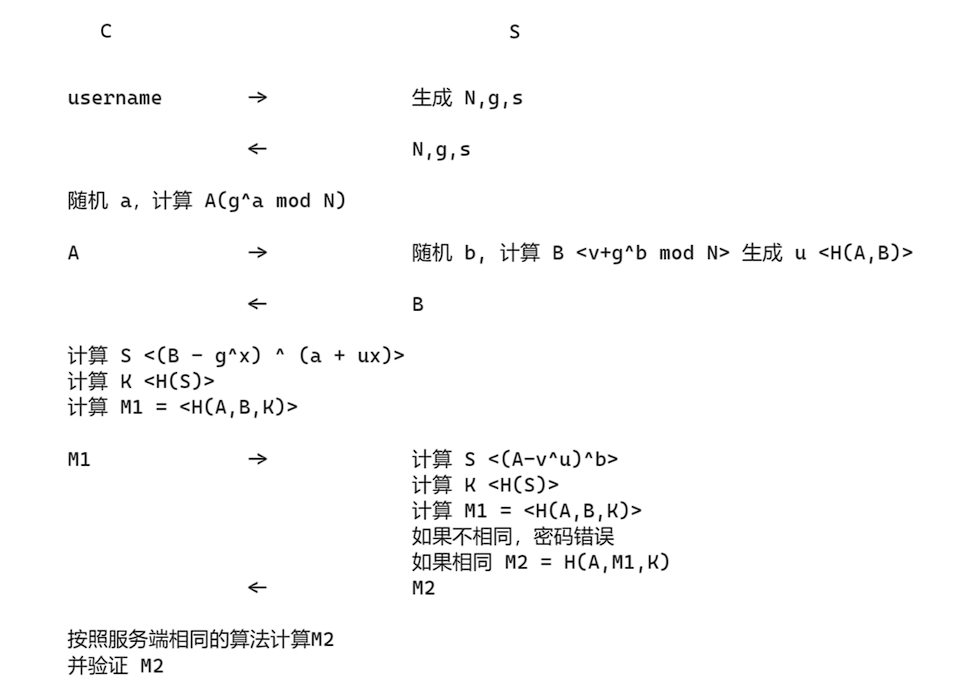 C S
username → 生成 N,g,s
← N,g,s
随机 a, 计算 A(g^a mod N)
A → 随机 b, 计算 B <v+g^b mod N> 生成 u <H(A,B)>
← B
计算 S <(B - g^x) ^ (a + ux)>
计算 K <H(S)>
计算 M1 = <H(A,B,K)>
M1 → 计算 S <(A-v^u)^b>
计算 K <H(S)>
计算 M1 = <H(A,B,K)>
如果不相同, 密码错误
如果相同 M2 = H(A,M1,K)
← M2
按照服务端相同的算法计算M2
并验证 M2